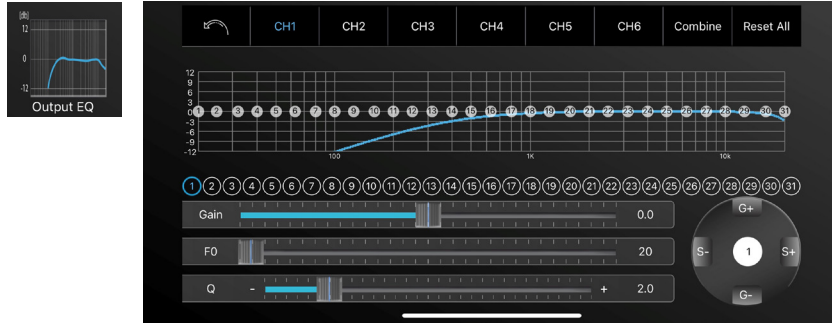 12
0
-12
Output EQ
CH1 CH2 CH3 CH4 CH5 CH6 Combine Reset All
12
9
6
3
0 1 2 3 4 5 6 7 8 9 10 11 12 13 14 15 16 17 18 19 20 21 22 23 24 25 26 27 28 29 30 31
-3
-6
-9
-12
100 1K 10k
1 2 3 4 5 6 7 8 9 10 11 12 13 14 15 16 17 18 19 20 21 22 23 24 25 26 27 28 29 30 31
Gain 0.0
F0 20
Q - + 2.0
G+
S- 1 S+
G-